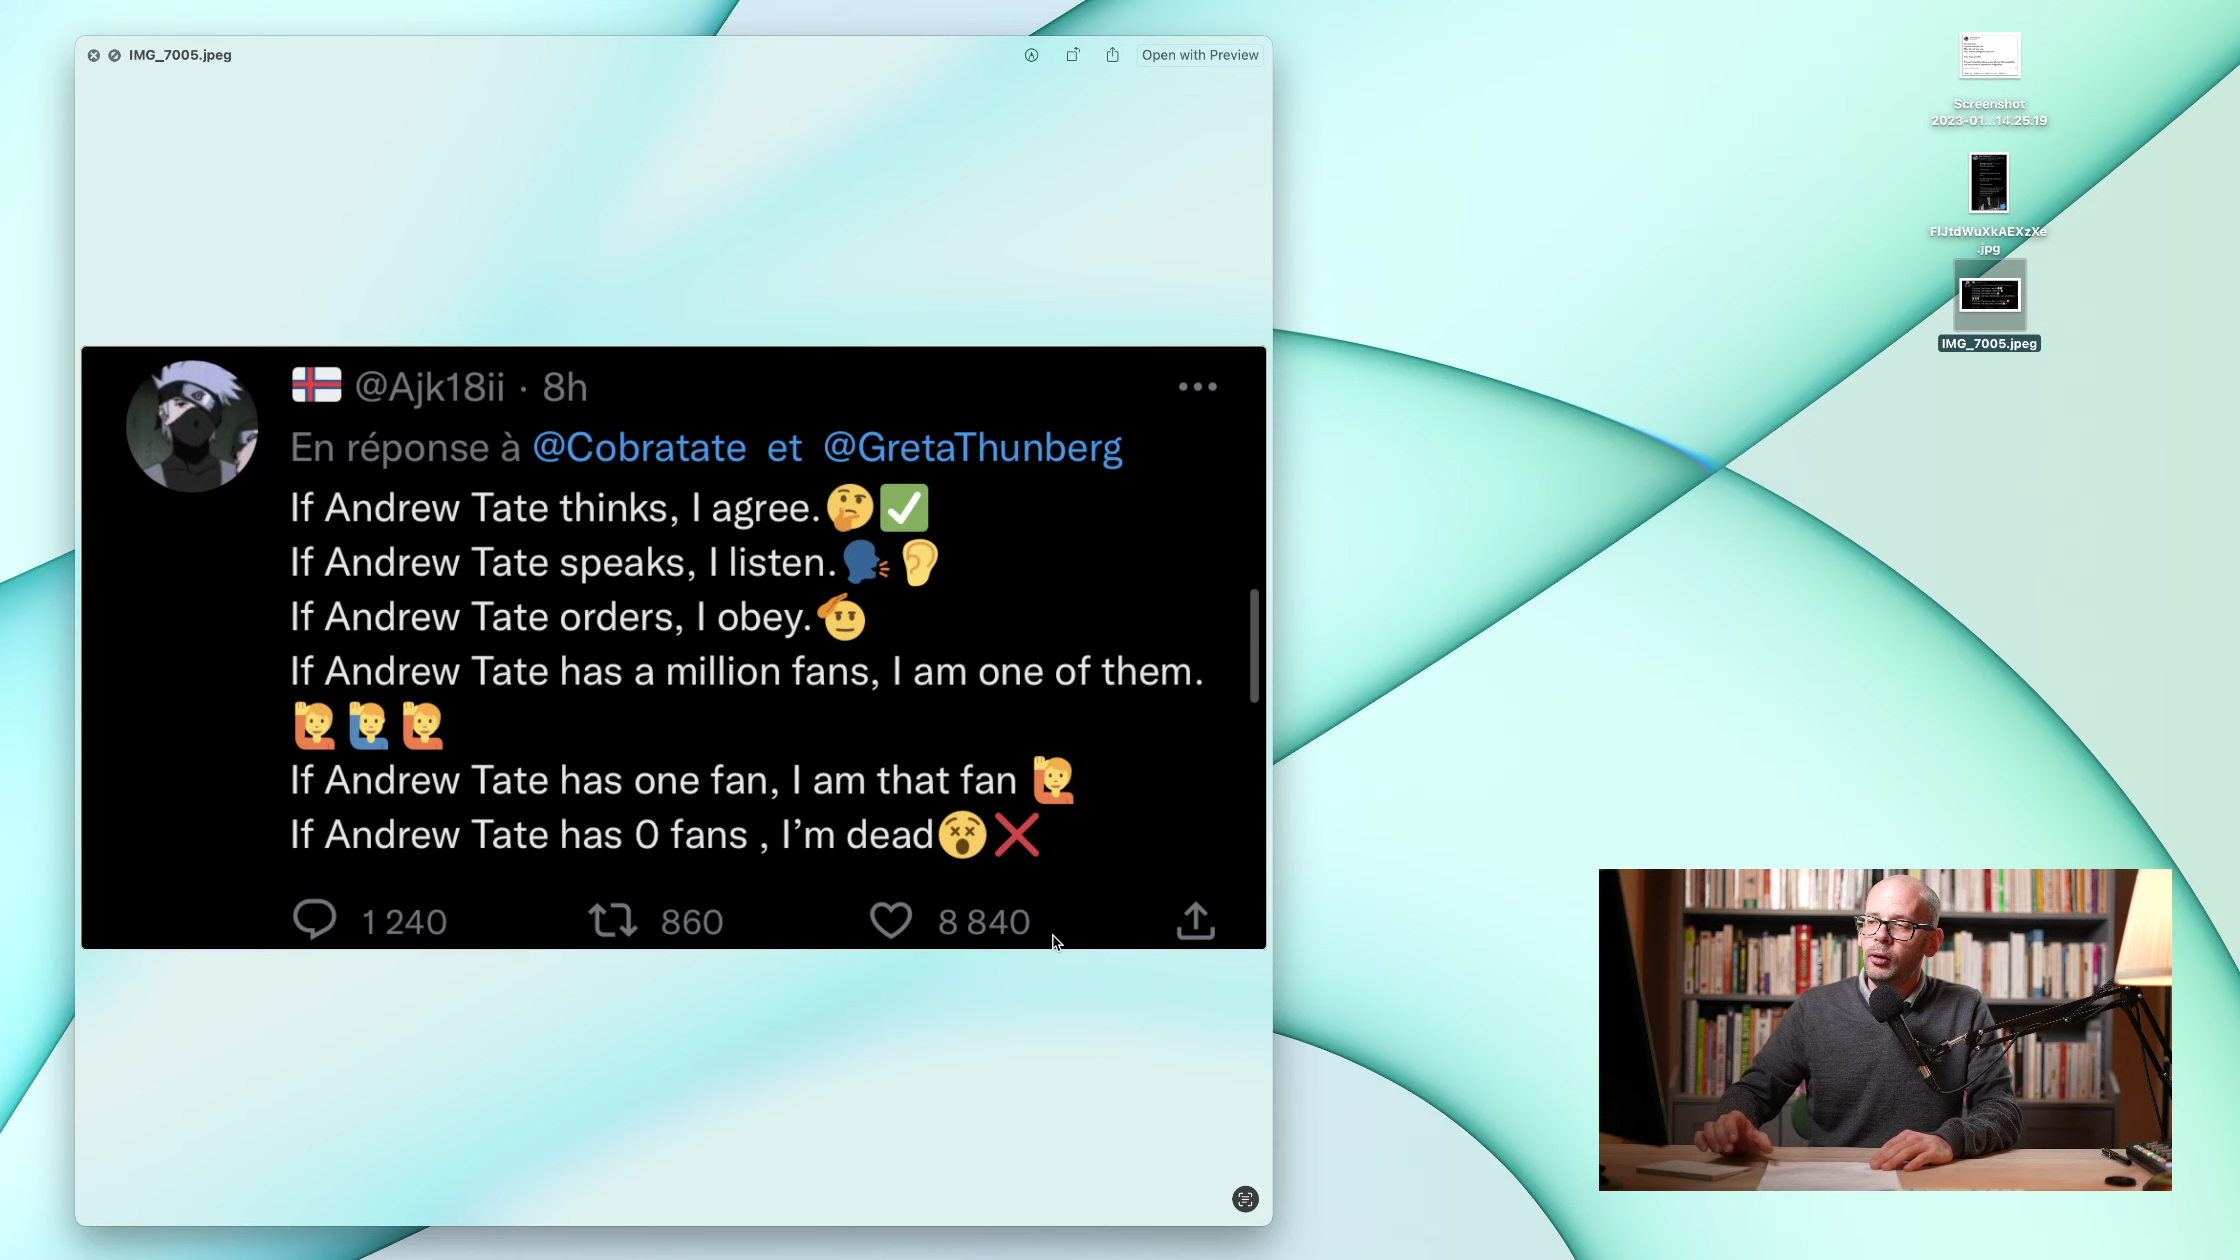 IMG_7005.jpeg
Open with Preview
@Ajk18ii · 8h
En réponse à @Cobratate et @GretaThunberg
If Andrew Tate thinks, I agree.🤔✅
If Andrew Tate speaks, I listen.🗣👂
If Andrew Tate orders, I obey.🫡
If Andrew Tate has a million fans, I am one of them.
🙋🙋‍♂️🙋
If Andrew Tate has one fan, I am that fan 🙋
If Andrew Tate has 0 fans , I’m dead😵❌
1 240 860 8 840
Screenshot
2023-01...14.25.19
FlJtdWuXkAEXzXe
.jpg
IMG_7005.jpeg